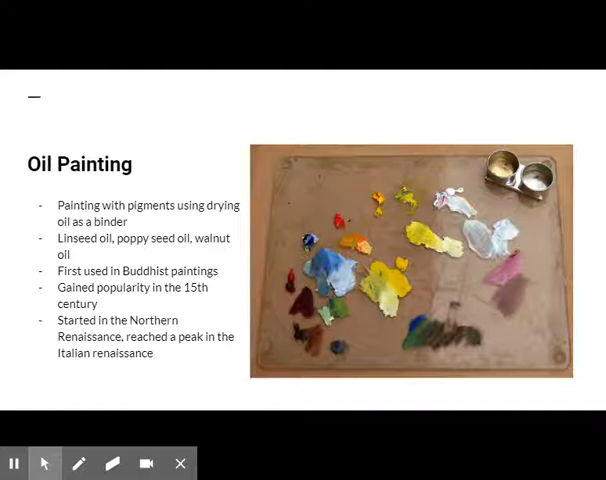 Oil Painting
- Painting with pigments using drying
oil as a binder
- Linseed oil, poppy seed oil, walnut
oil
- First used in Buddhist paintings
- Gained popularity in the 15th
century
- Started in the Northern
Renaissance, reached a peak in the
Italian renaissance